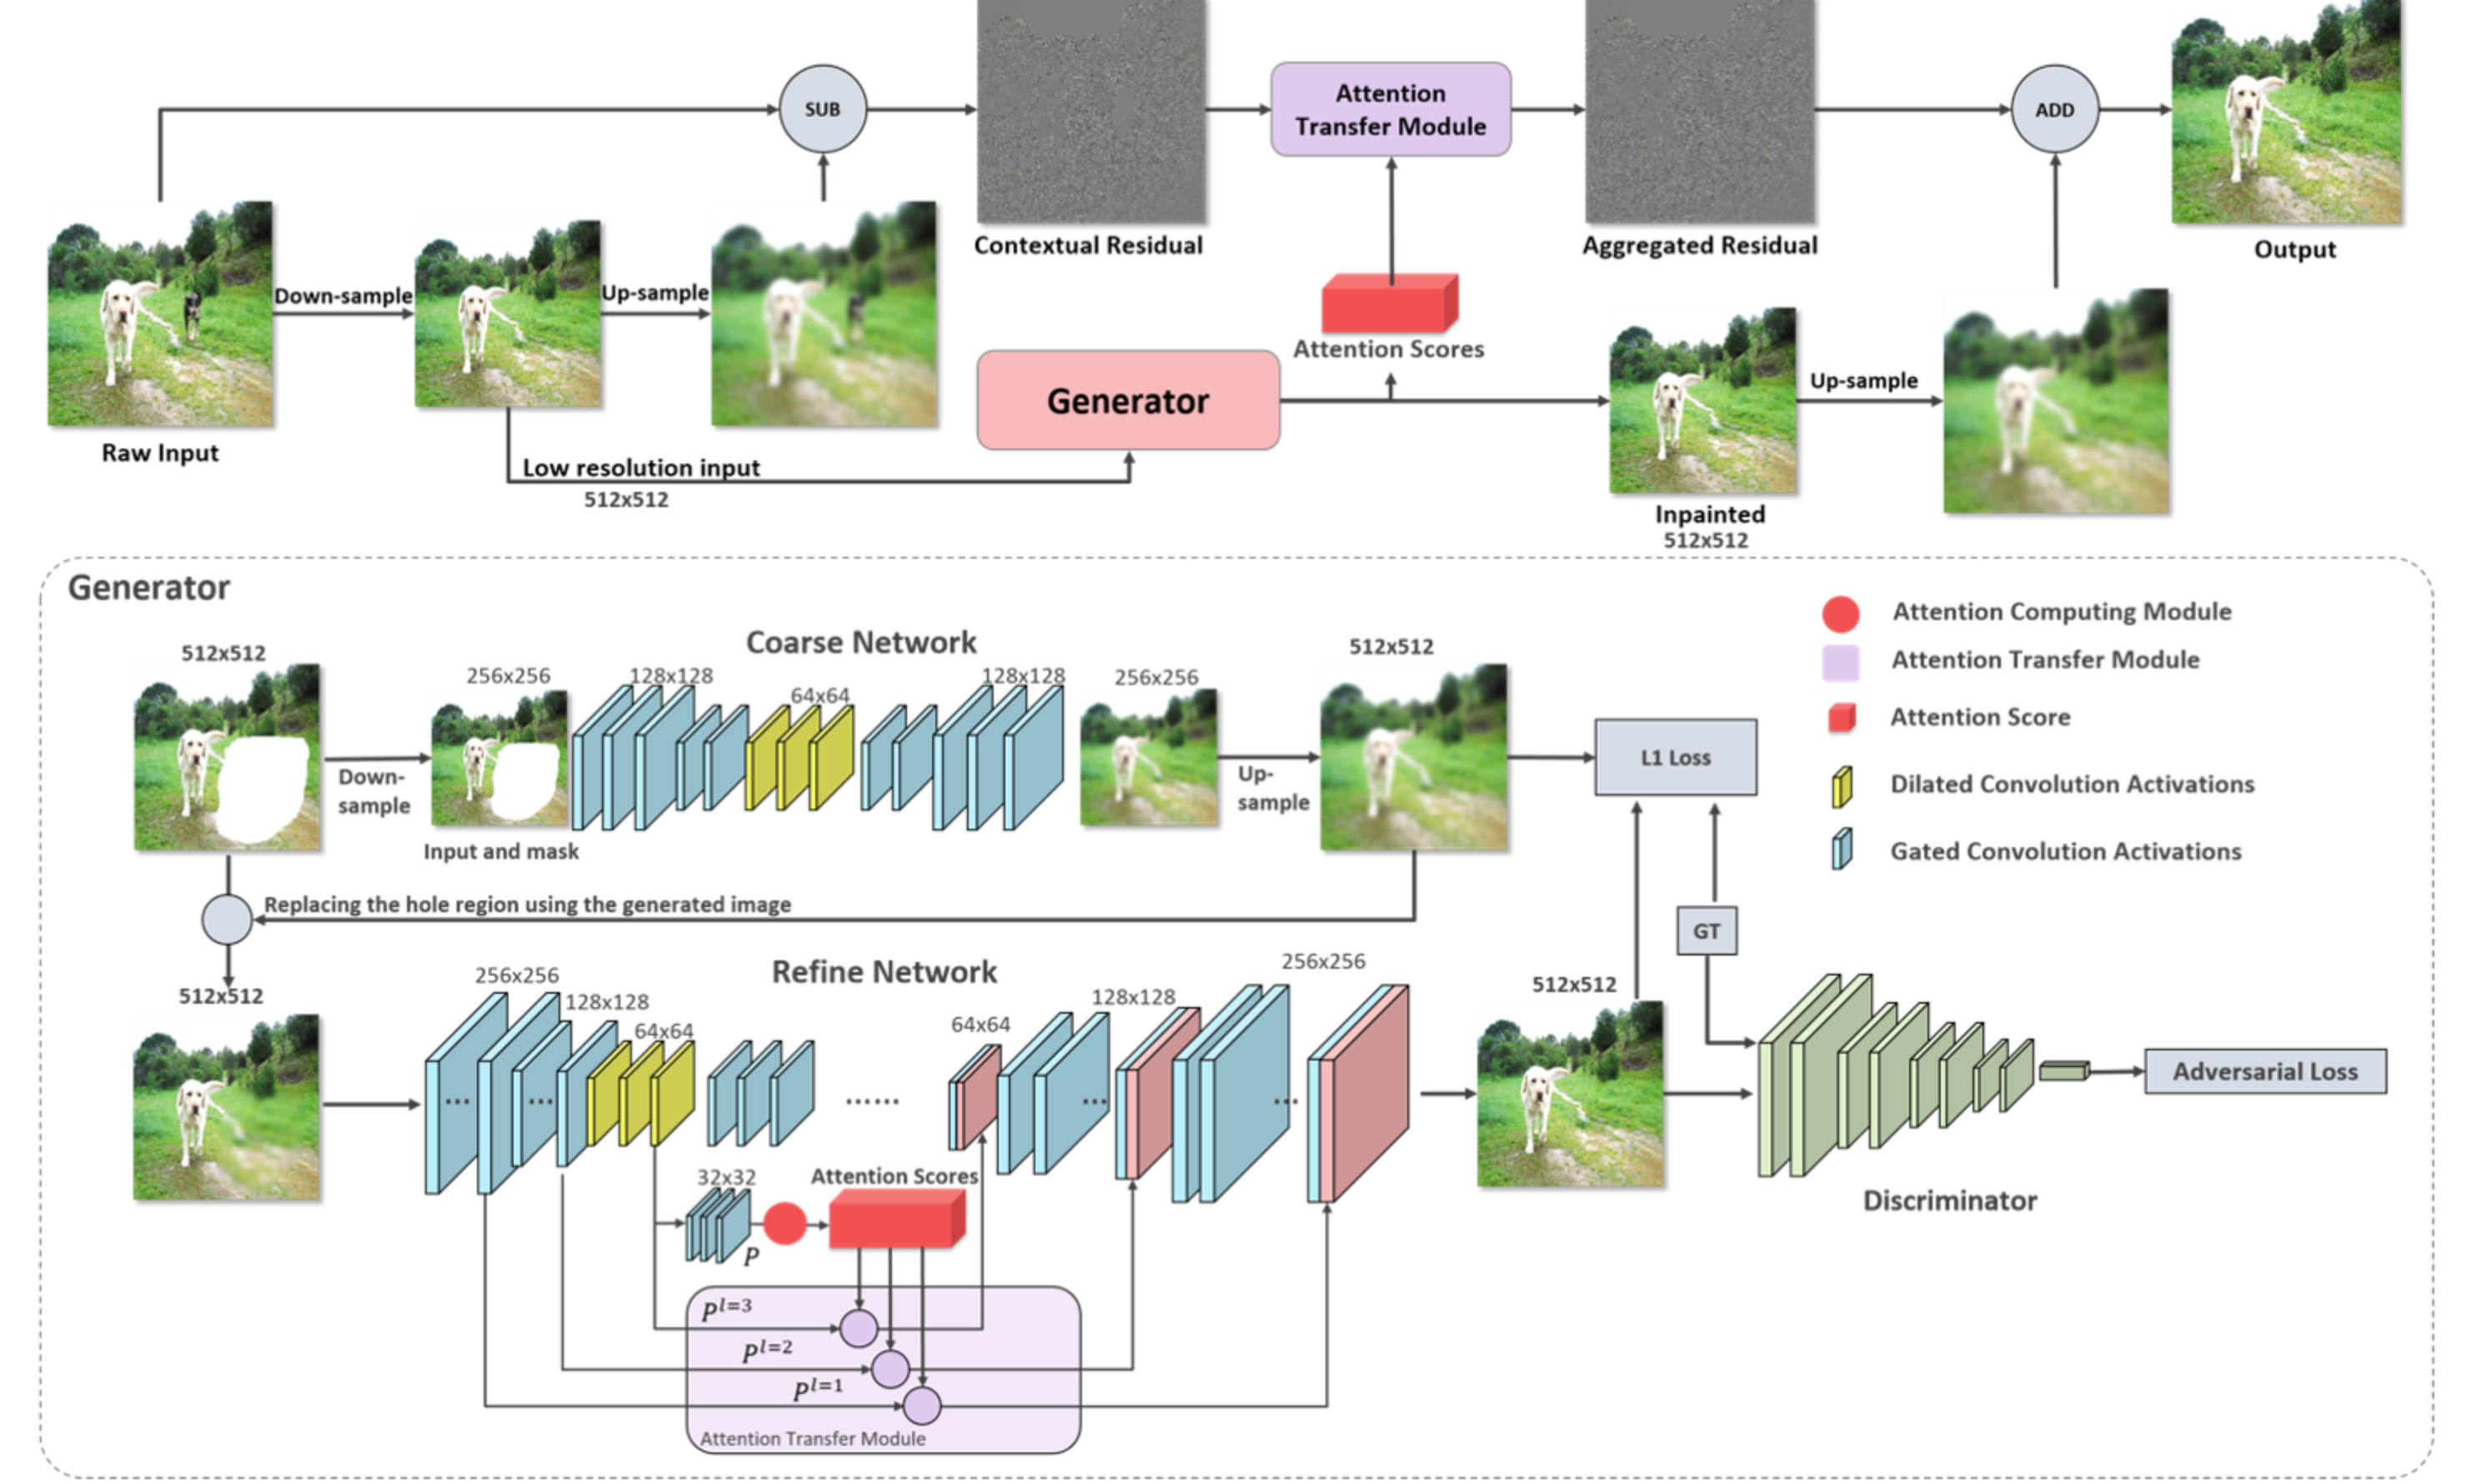 SUB
Contextual Residual
Attention
Transfer Module
Aggregated Residual
ADD
Output
Raw Input
Down-sample
Up-sample
Low resolution input
512x512
Generator
Attention Scores
Inpainted
512x512
Up-sample
Generator
Coarse Network
512x512
Down-
sample
256x256
Input and mask
128x128
64x64
128x128
256x256
Up-
sample
512x512
L1 Loss
Attention Computing Module
Attention Transfer Module
Attention Score
Dilated Convolution Activations
Gated Convolution Activations
Replacing the hole region using the generated image
GT
Refine Network
512x512
256x256
128x128
64x64
......
64x64
128x128
256x256
512x512
32x32
P
Attention Scores
P^{l=3}
P^{l=2}
P^{l=1}
Attention Transfer Module
Discriminator
Adversarial Loss